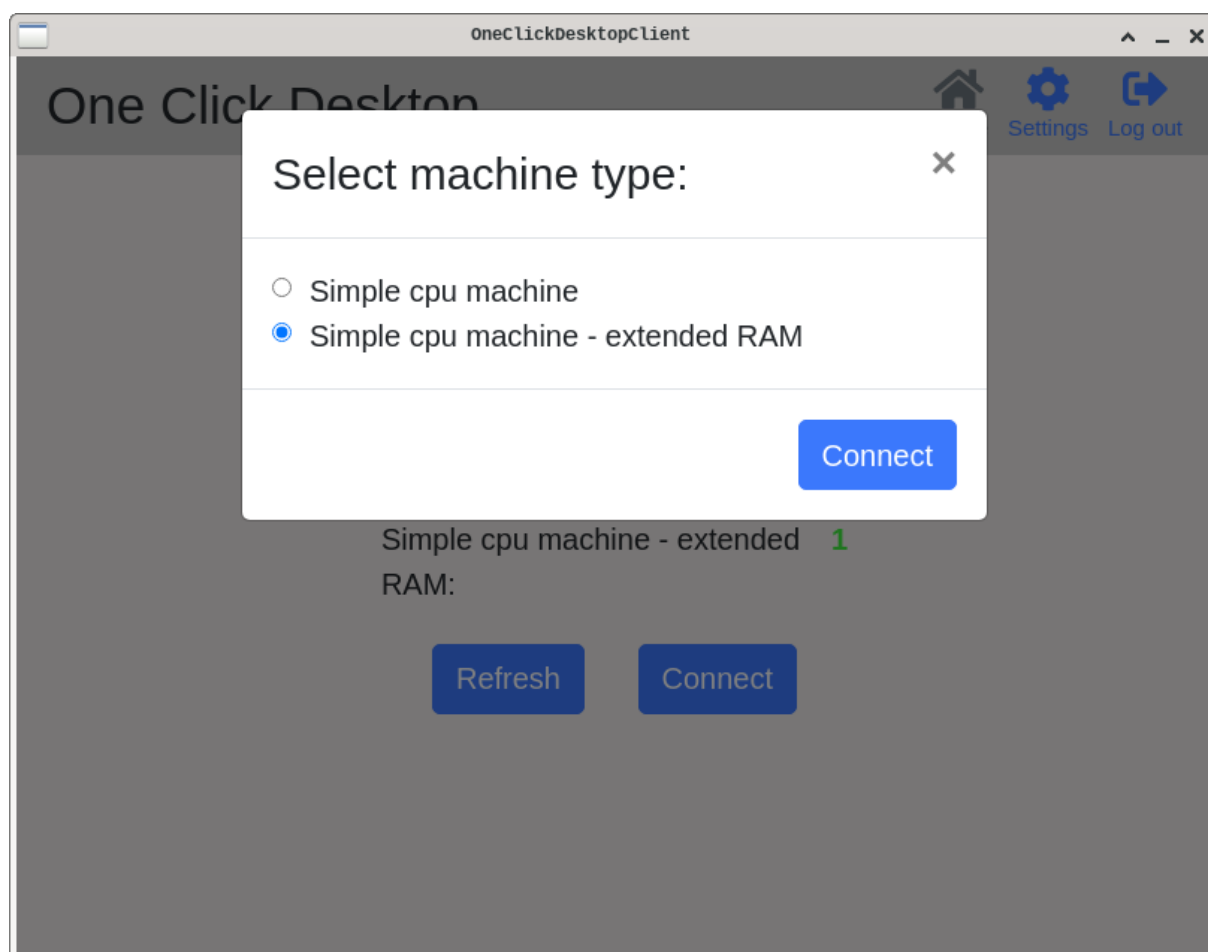 OneClickDesktopClient
One Click Desktop
Settings
Log out
Select machine type:
Simple cpu machine
Simple cpu machine - extended RAM
Connect
Simple cpu machine - extended 1
RAM:
Refresh
Connect